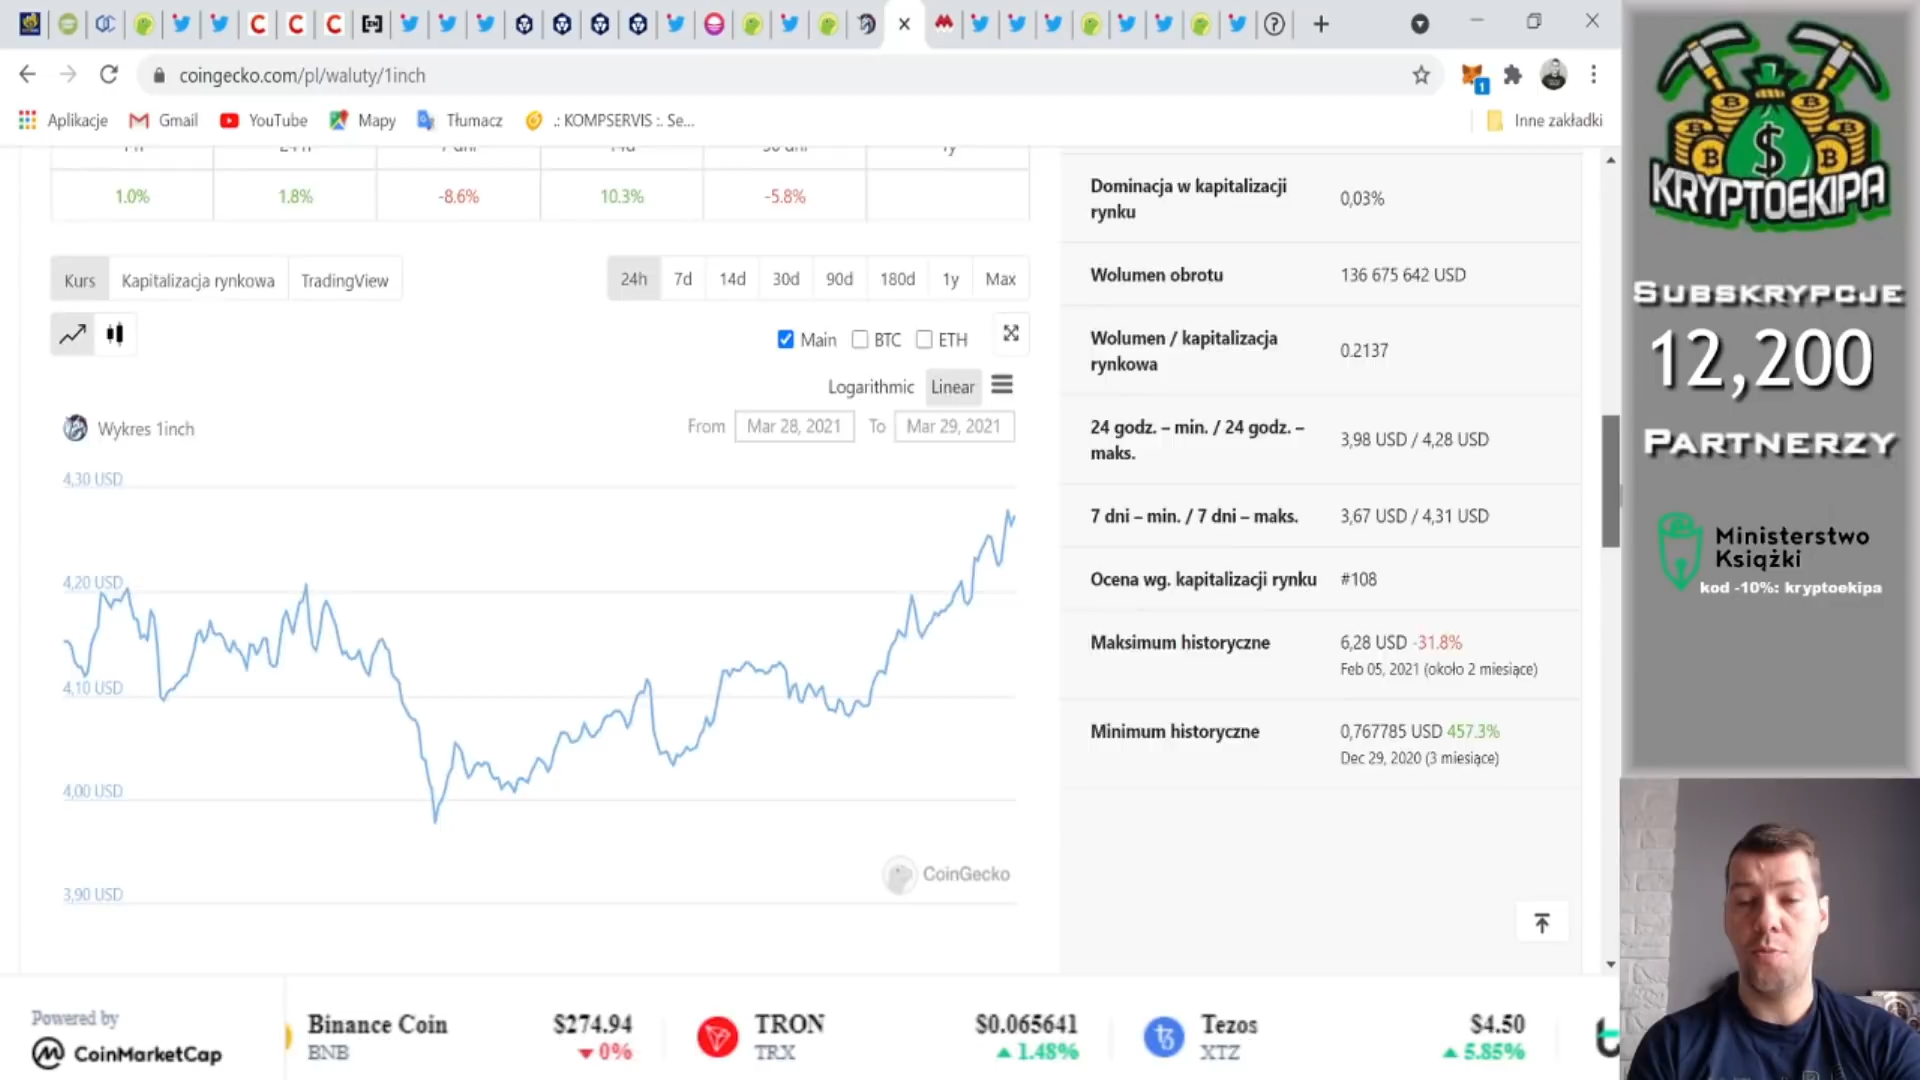 coingecko.com/pl/waluty/1inch
1
Aplikacje
Gmail
YouTube
Mapy
Tłumacz
.: KOMPSERVIS :. Se...
Inne zakładki
1.0%
1.8%
-8.6%
10.3%
-5.8%
Kurs
Kapitalizacja rynkowa
TradingView
24h
7d
14d
30d
90d
180d
1y
Max
Main
BTC
ETH
Logarithmic
Linear
Wykres 1inch
From
Mar 28, 2021
To
Mar 29, 2021
4,30 USD
4,20 USD
4,10 USD
4,00 USD
3,90 USD
CoinGecko
Dominacja w kapitalizacji
rynku
0,03%
Wolumen obrotu
136 675 642 USD
Wolumen / kapitalizacja
rynkowa
0.2137
24 godz. – min. / 24 godz. –
maks.
3,98 USD / 4,28 USD
7 dni – min. / 7 dni – maks.
3,67 USD / 4,31 USD
Ocena wg. kapitalizacji rynku
#108
Maksimum historyczne
6,28 USD -31.8%
Feb 05, 2021 (około 2 miesiące)
Minimum historyczne
0,767785 USD 457.3%
Dec 29, 2020 (3 miesiące)
KRYPTOEKIPA
SUBSKRYPCJE
12,200
PARTNERZY
Ministerstwo
Książki
kod -10%: kryptoekipa
Powered by
CoinMarketCap
Binance Coin
BNB
$274.94
0%
TRON
TRX
$0.065641
1.48%
Tezos
XTZ
$4.50
5.85%